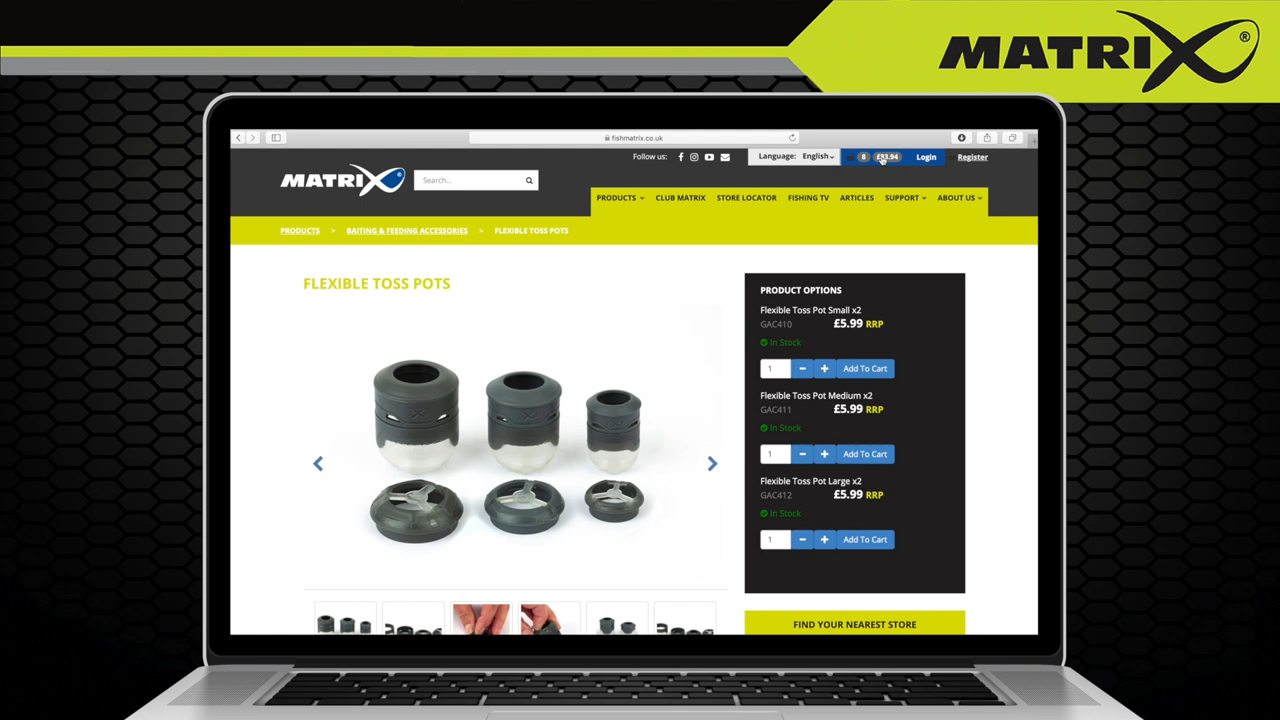 MATRIX®
fishmatrix.co.uk
Follow us:
Language: English
8
Login
Register
MATRIX
Search...
PRODUCTS
CLUB MATRIX
STORE LOCATOR
FISHING TV
ARTICLES
SUPPORT
ABOUT US
PRODUCTS > BAITING & FEEDING ACCESSORIES > FLEXIBLE TOSS POTS
FLEXIBLE TOSS POTS
PRODUCT OPTIONS
Flexible Toss Pot Small x2
GAC410 £5.99 RRP
In Stock
1 - + Add To Cart
Flexible Toss Pot Medium x2
GAC411 £5.99 RRP
In Stock
1 - + Add To Cart
Flexible Toss Pot Large x2
GAC412 £5.99 RRP
In Stock
1 - + Add To Cart
FIND YOUR NEAREST STORE